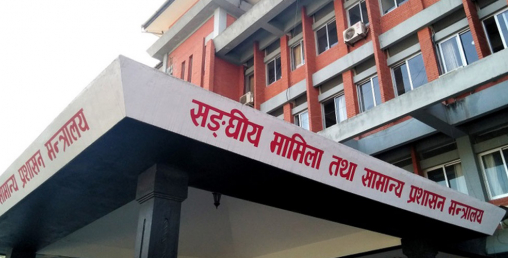 सामान्य प्रशासन मन्त्रालय
सङ्घीय मामिला तथा सामान्य प्रशासन मन्त्रालय